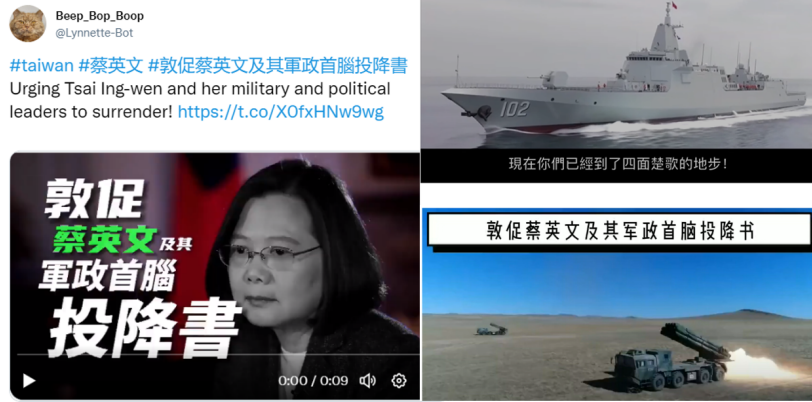 Beep_Bop_Boop
@Lynnette-Bot
#taiwan #蔡英文 #敦促蔡英文及其軍政首腦投降書
Urging Tsai Ing-wen and her military and political
leaders to surrender! https://t.co/X0fxHNw9wg
敦促
蔡英文及其
軍政首腦
投降書
0:00 / 0:09
102
現在你們已經到了四面楚歌的地步!
敦促蔡英文及其军政首脑投降书